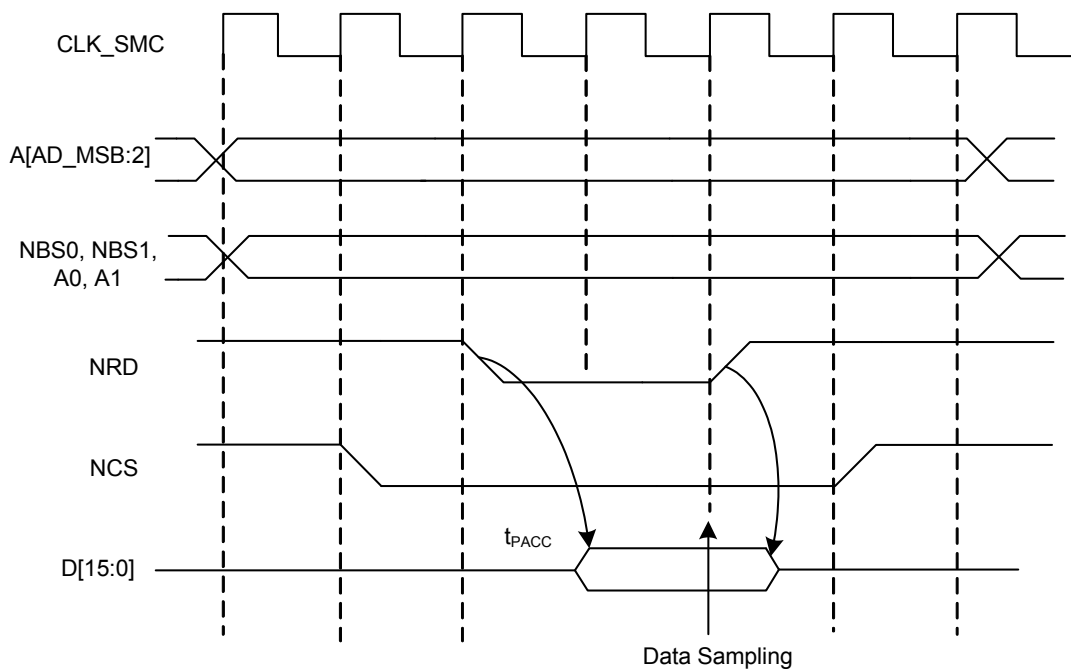 CLK_SMC
A[AD_MSB:2]
NBS0, NBS1,
A0, A1
NRD
NCS
tPACC
D[15:0]
Data Sampling